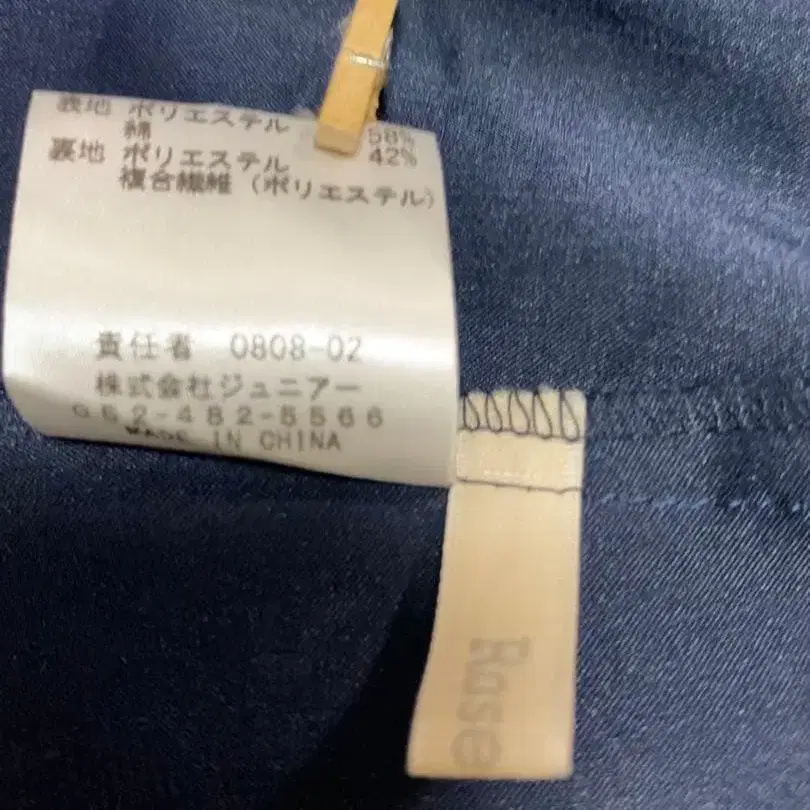 表地 ポリエステル 58%
綿 42%
裏地 ポリエステル
複合繊維 (ポリエステル)
責任者 0808-02
株式会社ジュニアー
052-482-5566
MADE IN CHINA
Rose